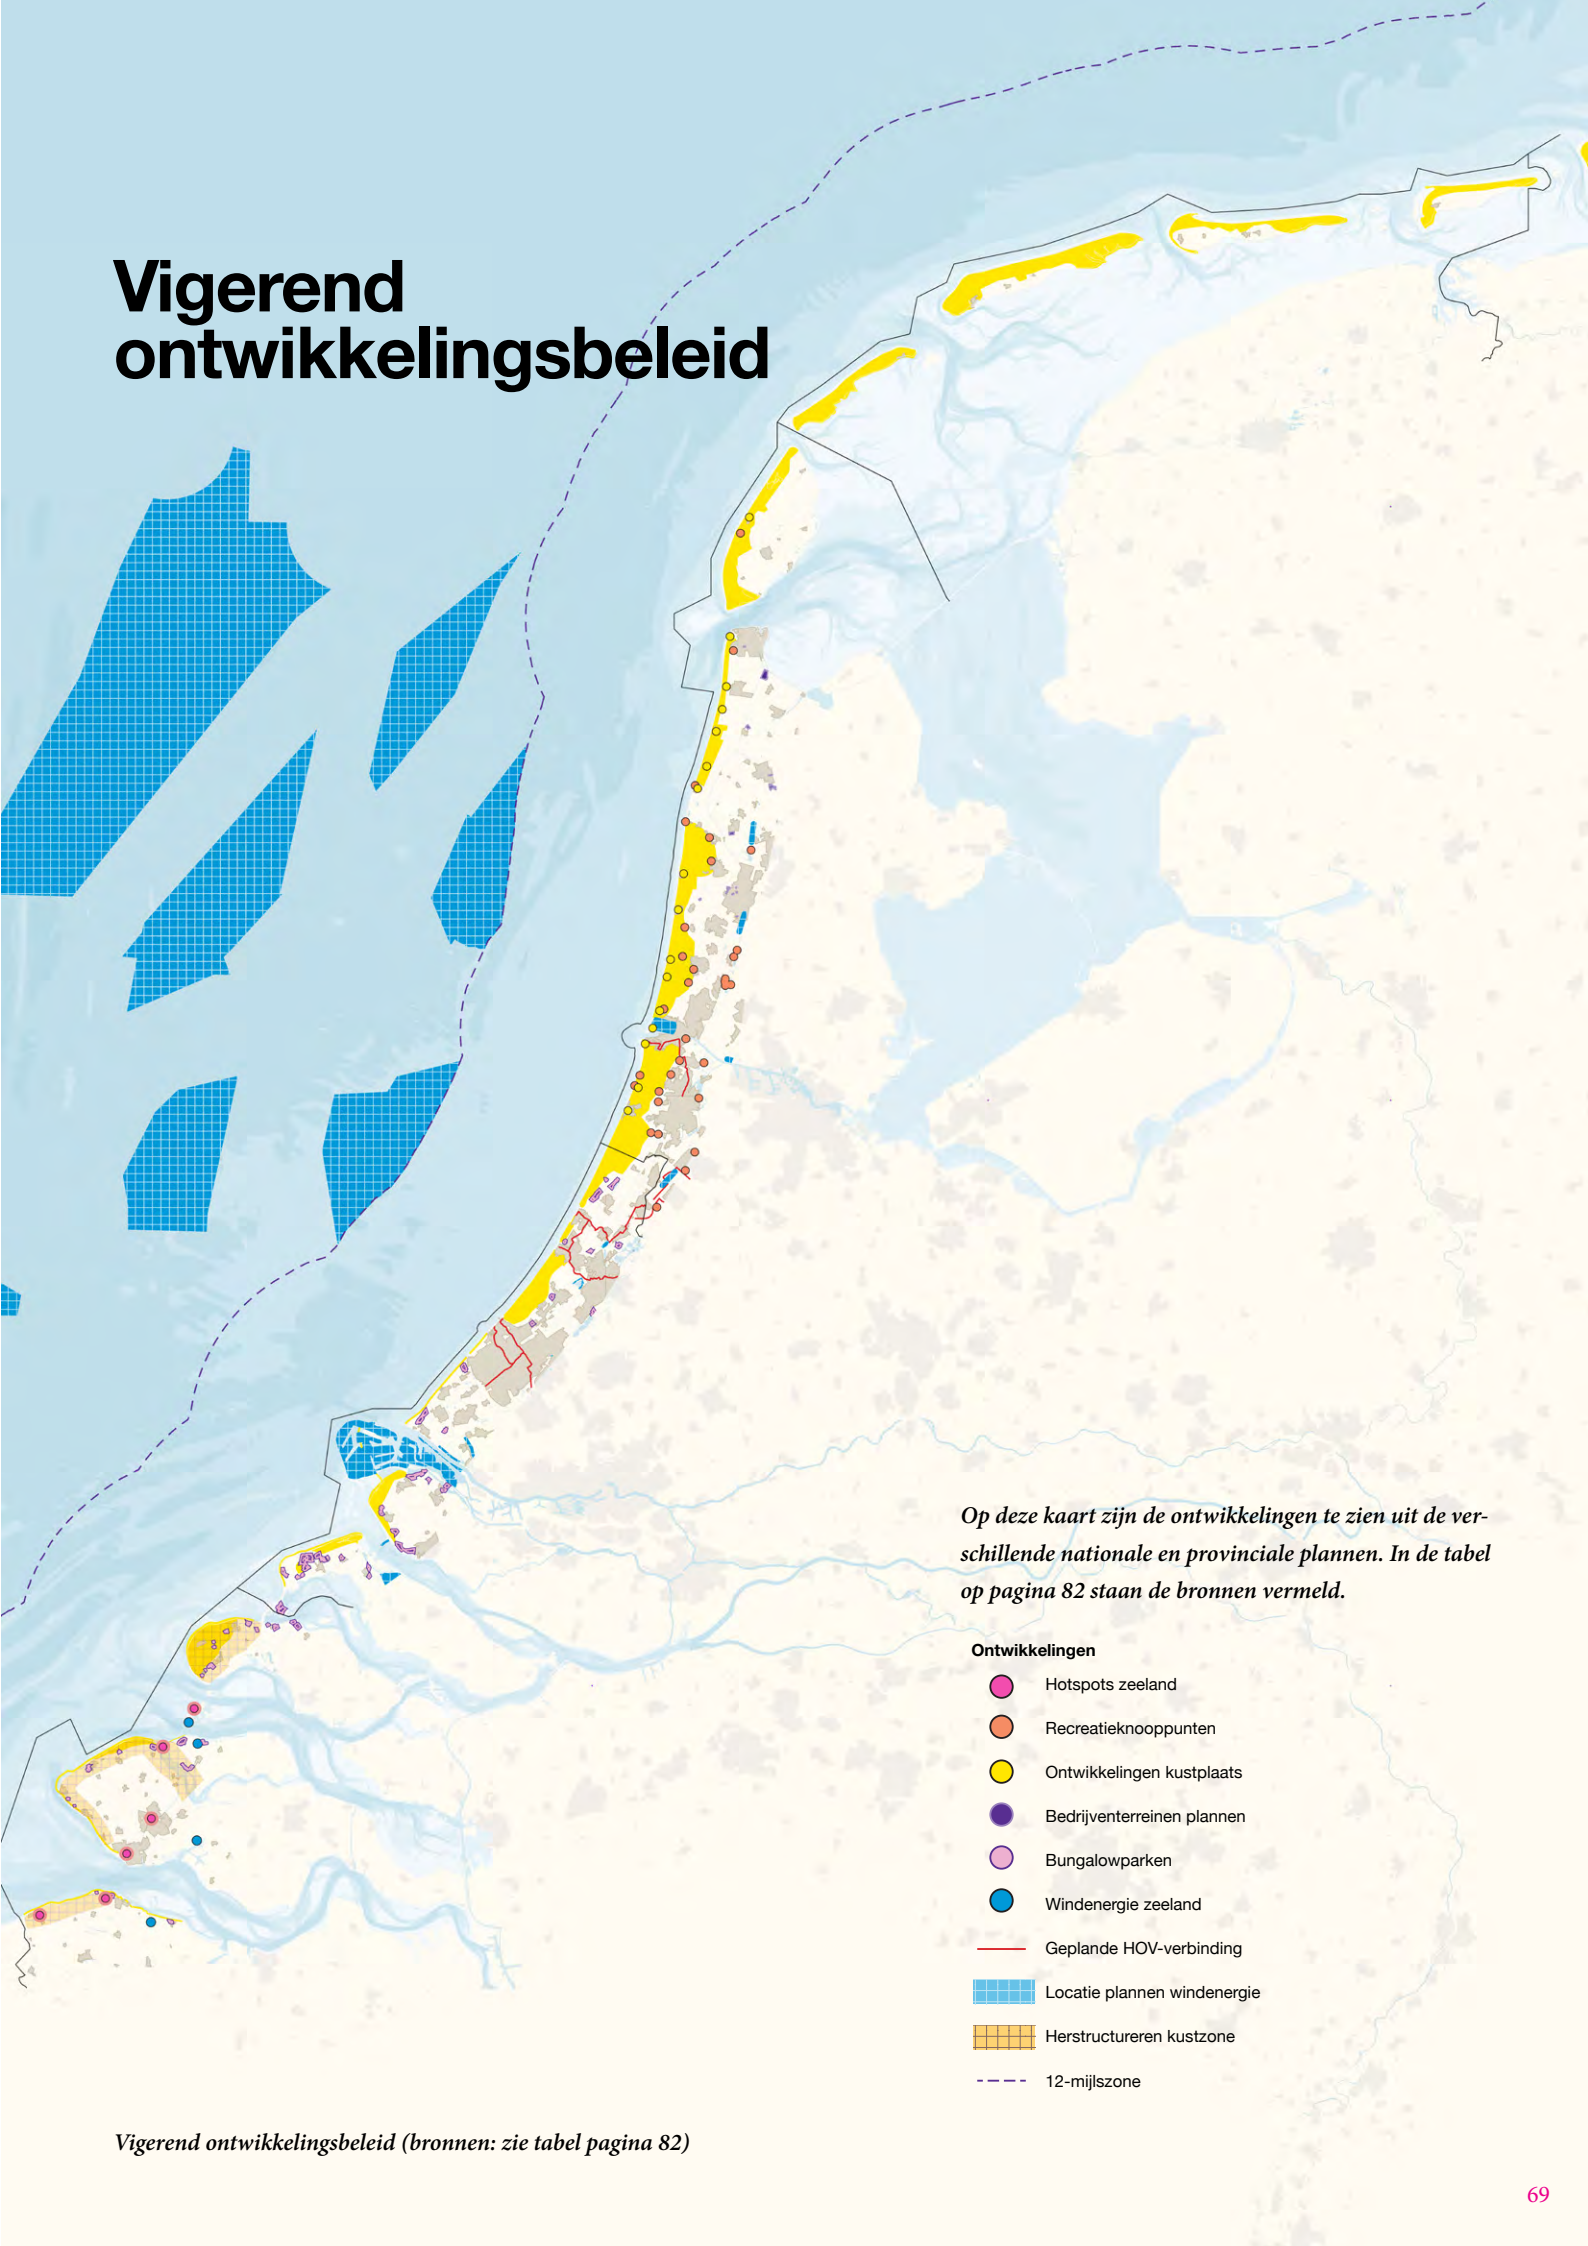 Vigerend
ontwikkelingsbeleid
Op deze kaart zijn de ontwikkelingen te zien uit de ver-
schillende nationale en provinciale plannen. In de tabel
op pagina 82 staan de bronnen vermeld.
Ontwikkelingen
Hotspots zeeland
Recreatieknooppunten
Ontwikkelingen kustplaats
Bedrijventerreinen plannen
Bungalowparken
Windenergie zeeland
Geplande HOV-verbinding
Locatie plannen windenergie
Herstructureren kustzone
12-mijlszone
Vigerend ontwikkelingsbeleid (bronnen: zie tabel pagina 82)
69